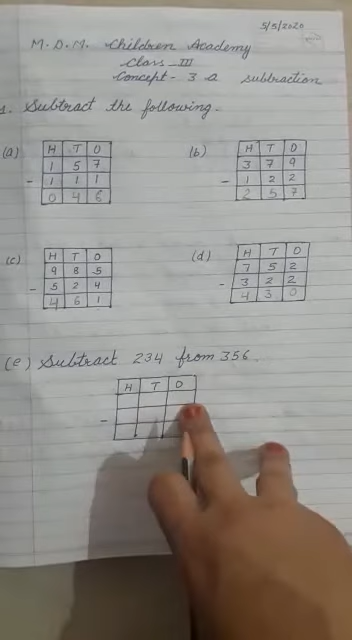 5/5/2020
M. D. M. Children Academy
Class - III
Concept - 3 a subtraction
1. Subtract the following -
(a)
H T O
1 5 7
- 1 1 1
0 4 6
(b)
H T O
3 7 9
- 1 2 2
2 5 7
(c)
H T O
9 8 5
- 5 2 4
4 6 1
(d)
H T O
7 5 2
- 3 2 2
4 3 0
(e) Subtract 234 from 356 -
H T O
-